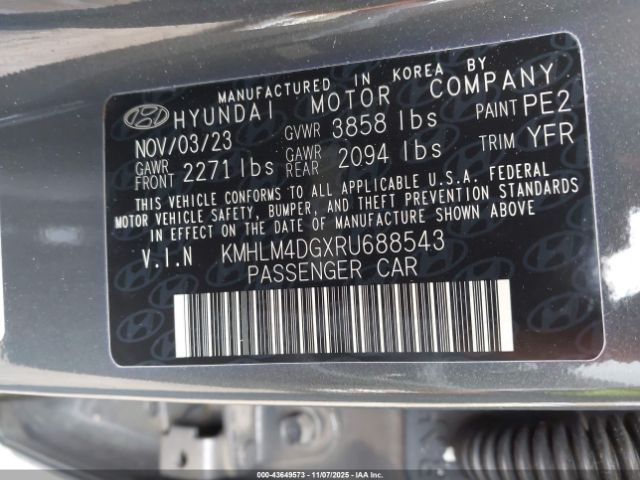 MANUFACTURED IN KOREA BY
HYUNDAI MOTOR COMPANY
NOV/03/23 GVWR 3858 lbs PAINT PE2
GAWR FRONT 2271 lbs GAWR REAR 2094 lbs TRIM YFR
THIS VEHICLE CONFORMS TO ALL APPLICABLE U.S.A. FEDERAL
MOTOR VEHICLE SAFETY, BUMPER, AND THEFT PREVENTION STANDARDS
IN EFFECT ON THE DATE OF MANUFACTURE SHOWN ABOVE
V.I.N KMHLM4DGXRU688543
PASSENGER CAR
000-43649573 - 11/07/2025 - IAAI.CA